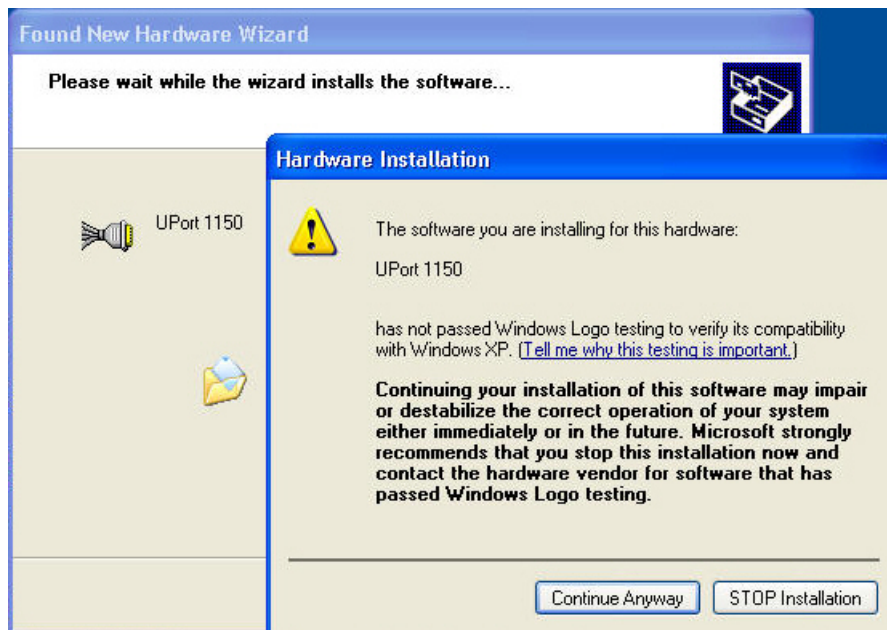 Found New Hardware Wizard
Please wait while the wizard installs the software...
UPort 1150
Hardware Installation
The software you are installing for this hardware:
UPort 1150
has not passed Windows Logo testing to verify its compatibility
with Windows XP. (Tell me why this testing is important.)
Continuing your installation of this software may impair
or destabilize the correct operation of your system
either immediately or in the future. Microsoft strongly
recommends that you stop this installation now and
contact the hardware vendor for software that has
passed Windows Logo testing.
Continue Anyway
STOP Installation